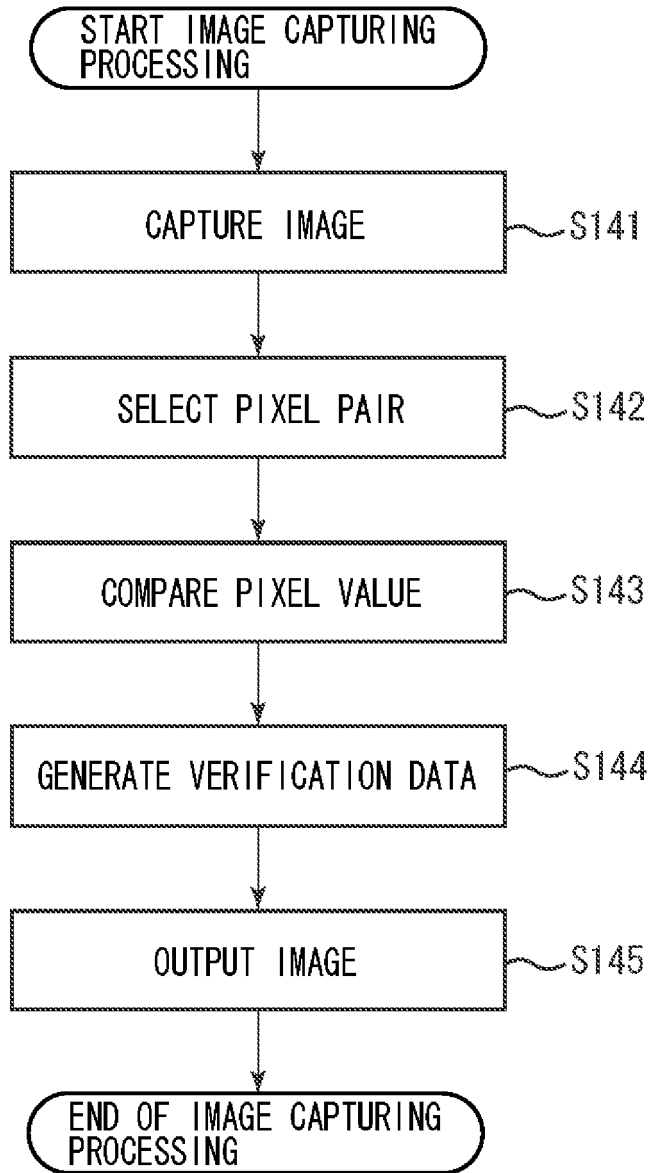 START IMAGE CAPTURING
PROCESSING
CAPTURE IMAGE
S141
SELECT PIXEL PAIR
S142
COMPARE PIXEL VALUE
S143
GENERATE VERIFICATION DATA
S144
OUTPUT IMAGE
S145
END OF IMAGE CAPTURING
PROCESSING